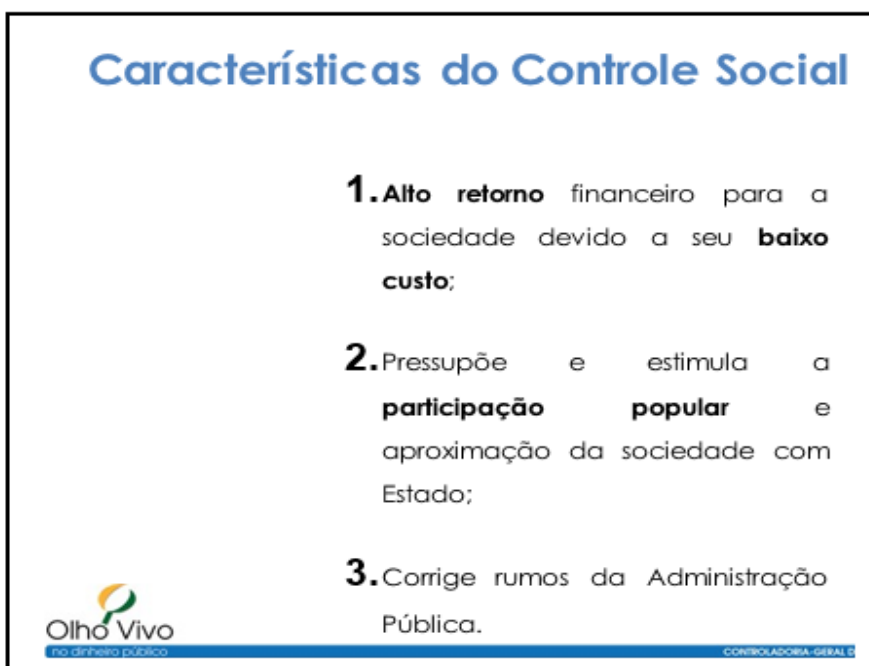 Características do Controle Social
1.Alto retorno financeiro para a
sociedade devido a seu baixo
custo;
2.Pressupõe e estimula a
participação popular e
aproximação da sociedade com
Estado;
3.Corrige rumos da Administração
Pública.
Olho Vivo
no dinheiro público
CONTROLADORIA-GERAL D